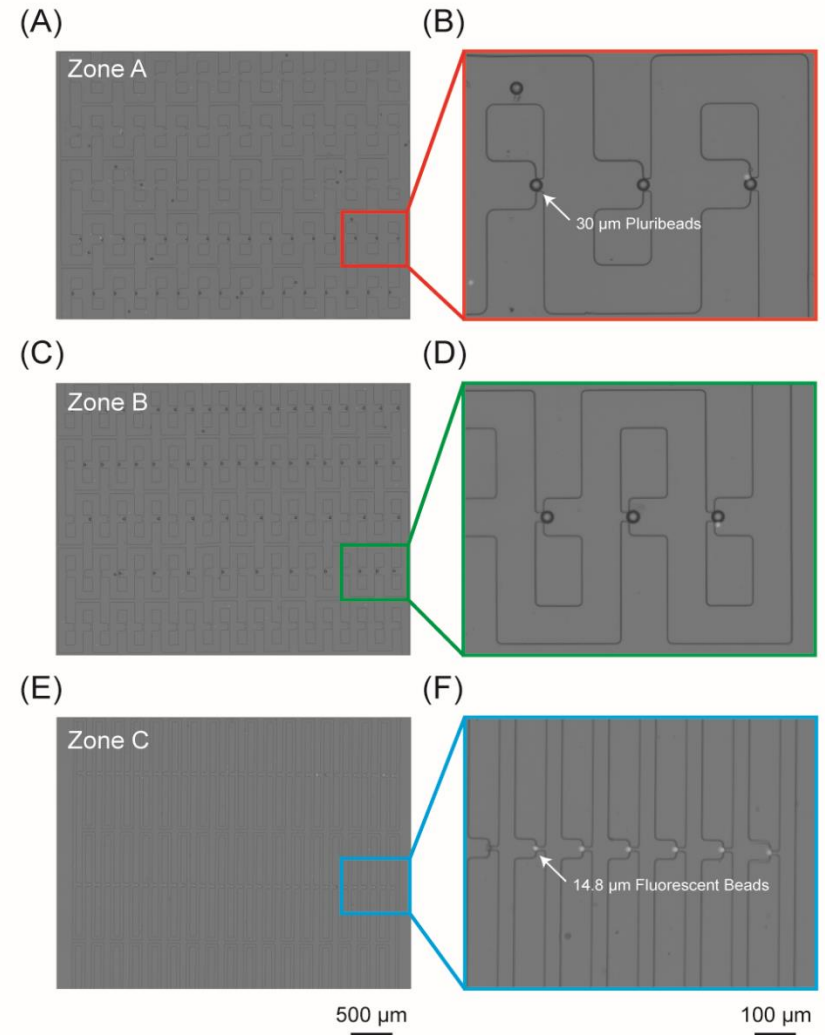 (A)
Zone A
(B)
30 µm Pluribeads
(C)
Zone B
(D)
(E)
Zone C
(F)
14.8 µm Fluorescent Beads
500 µm
100 µm